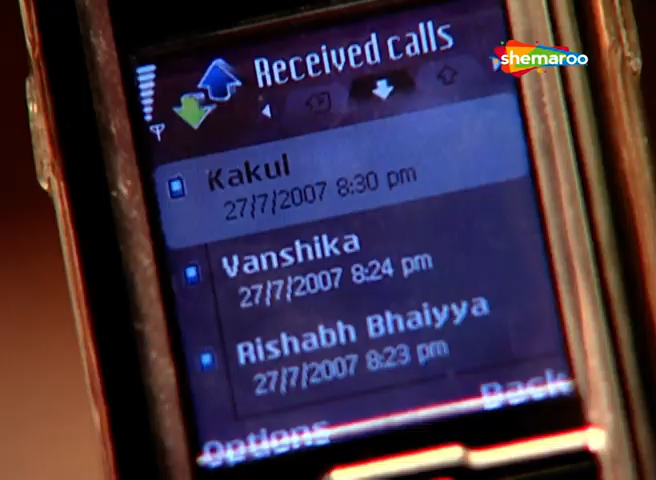 Received calls
shemaroo
Kakul
27/7/2007 8:30 pm
Vanshika
27/7/2007 8:24 pm
Rishabh Bhaiyya
27/7/2007 8:23 pm
Options Back